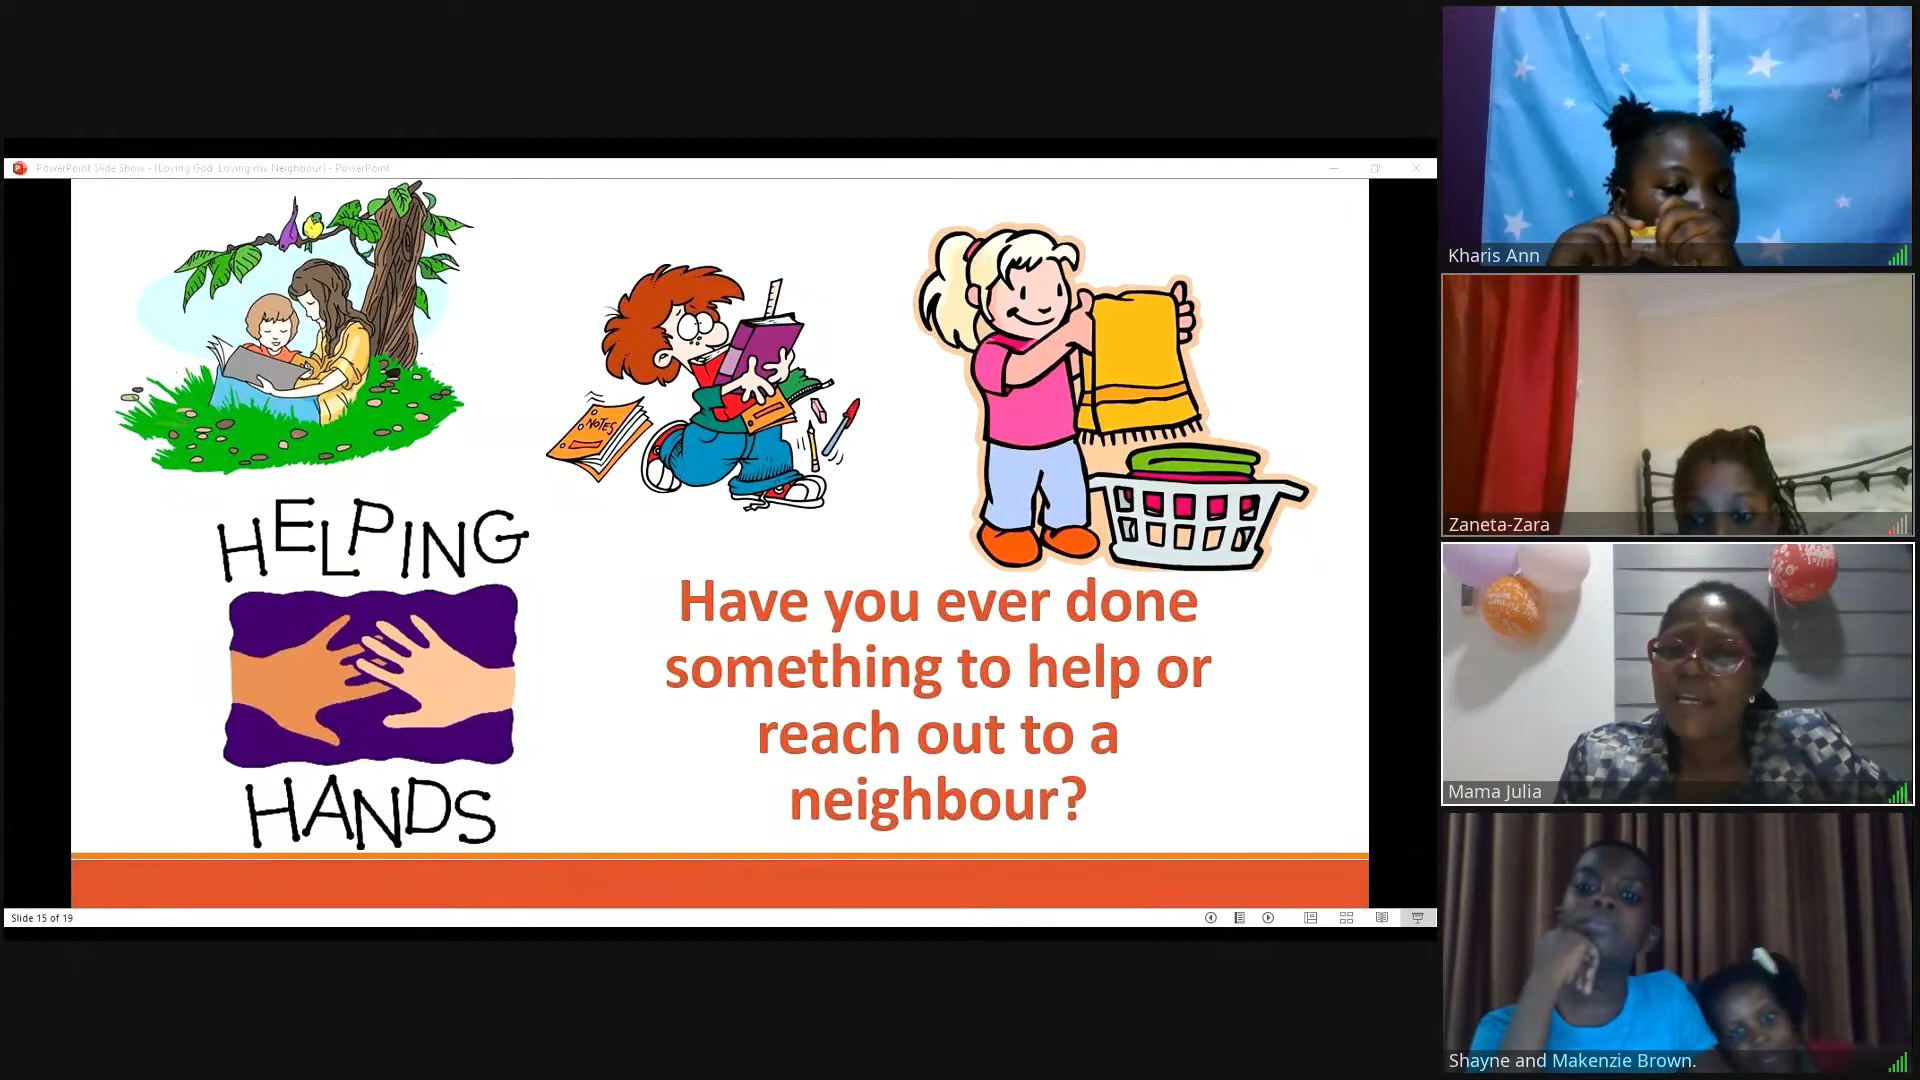 PowerPoint Slide Show - [Loving God, Loving my Neighbour] - PowerPoint
NOTES
HELPING
HANDS
Have you ever done
something to help or
reach out to a
neighbour?
Slide 15 of 19
Kharis Ann
Zaneta-Zara
Mama Julia
Shayne and Makenzie Brown.